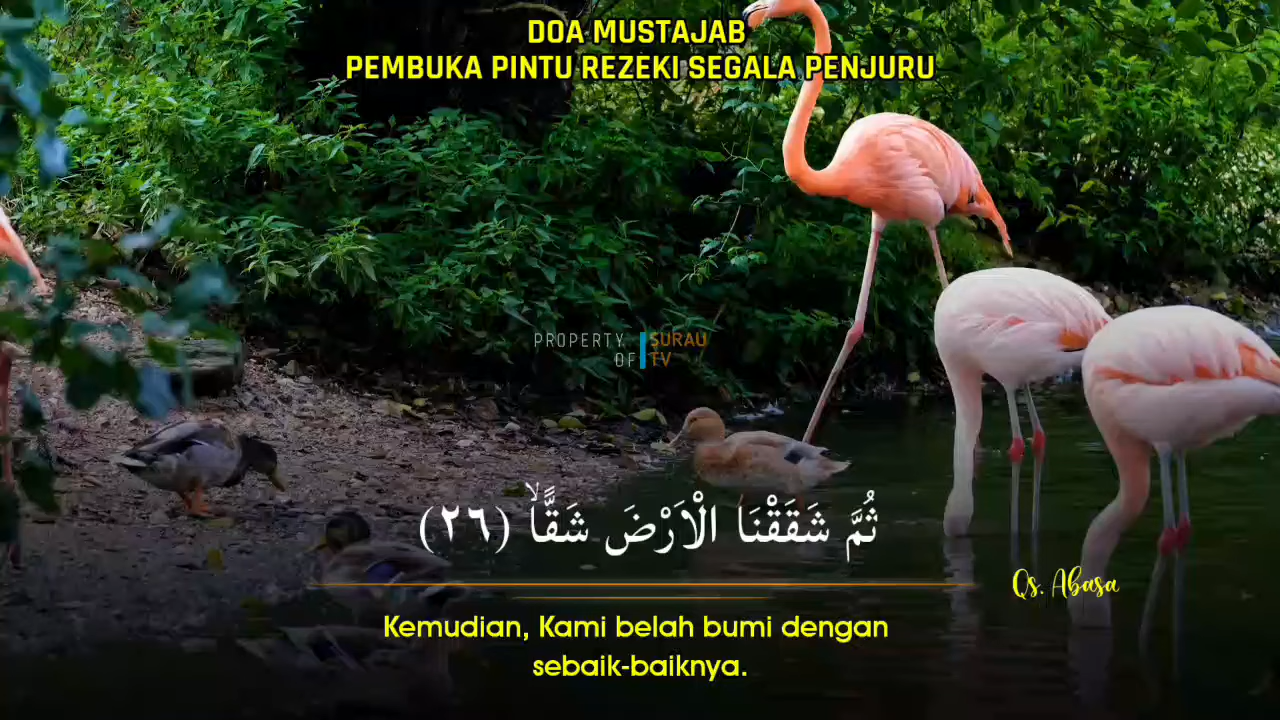 DOA MUSTAJAB
PEMBUKA PINTU REZEKI SEGALA PENJURU
PROPERTY OF
SURAU TV
ثُمَّ شَقَقْنَا الْاَرْضَ شَقًّاۙ (٢٦)
Qs. Abasa
Kemudian, Kami belah bumi dengan
sebaik-baiknya.